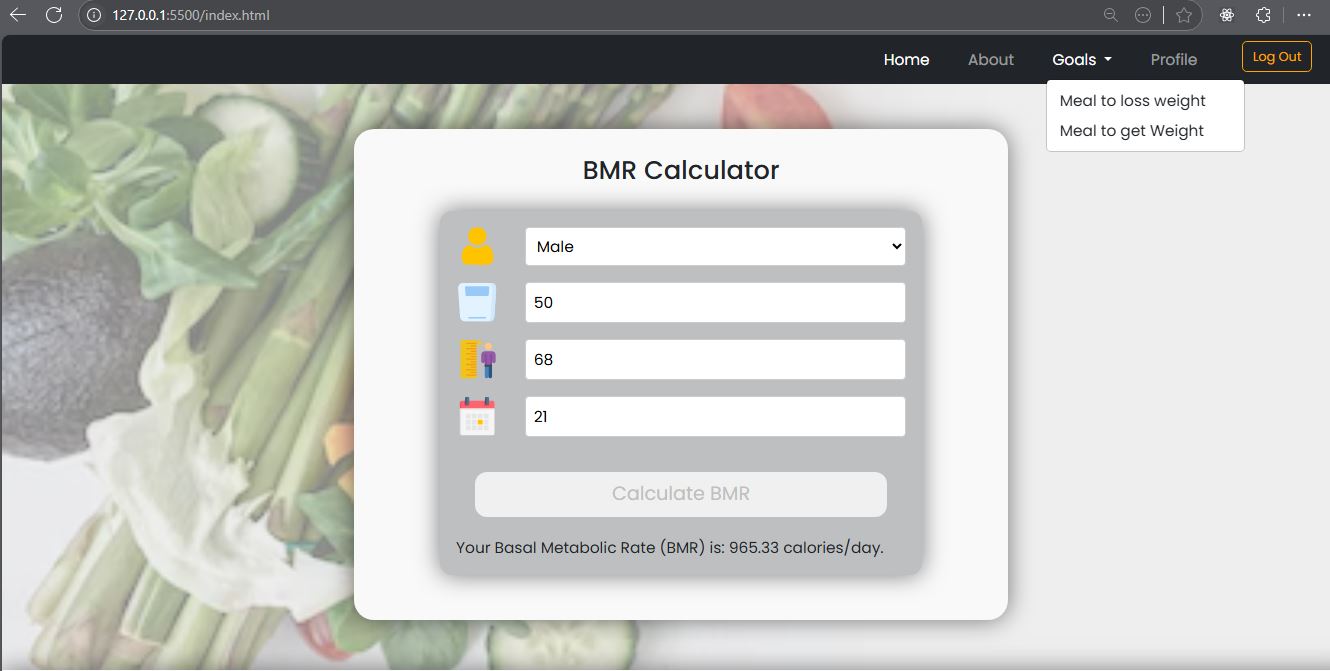 127.0.0.1:5500/index.html
Home About Goals Profile Log Out
Meal to loss weight
Meal to get Weight
BMR Calculator
Male
50
68
21
Calculate BMR
Your Basal Metabolic Rate (BMR) is: 965.33 calories/day.